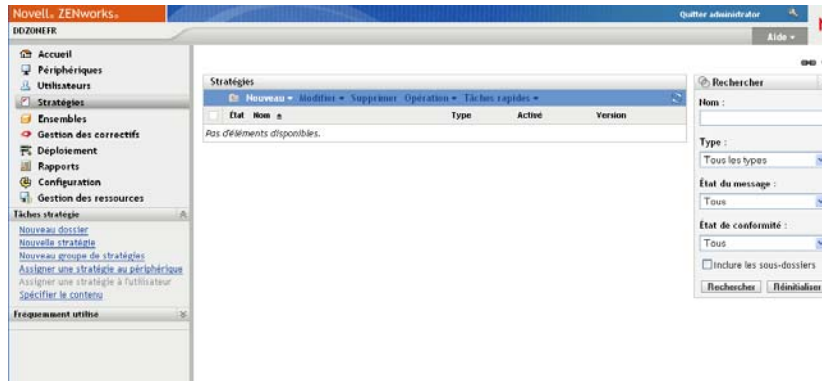 Novell® ZENworks®
Quitter administrator
DDZONEFR
Aide
Accueil
Périphériques
Utilisateurs
Stratégies
Ensembles
Gestion des correctifs
Déploiement
Rapports
Configuration
Gestion des ressources
Tâches stratégie
Nouveau dossier
Nouvelle stratégie
Nouveau groupe de stratégies
Assigner une stratégie au périphérique
Assigner une stratégie à l'utilisateur
Spécifier le contenu
Fréquemment utilisé
Stratégies
Nouveau Modifier Supprimer Opération Tâches rapides
État Nom Type Activé Version
Pas d'éléments disponibles.
Rechercher
Nom :
Type :
Tous les types
État du message :
Tous
État de conformité :
Tous
Inclure les sous-dossiers
Rechercher Réinitialiser